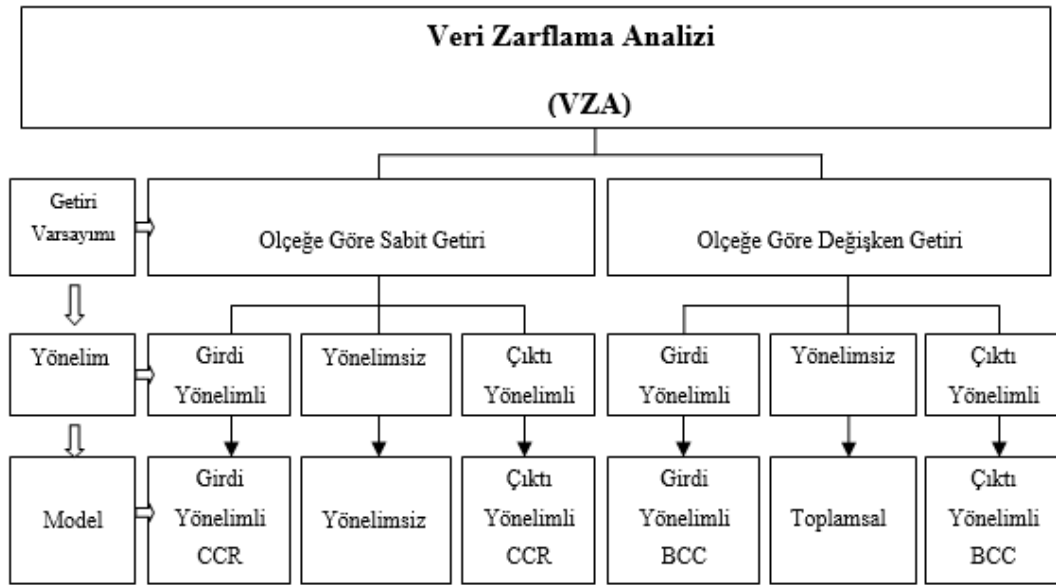 Veri Zarflama Analizi
(VZA)
Getiri
Varsayımı
Olçeğe Göre Sabit Getiri
Olçeğe Göre Değişken Getiri
Yönelim
Girdi
Yönelimli
Yönelimsiz
Çıktı
Yönelimli
Girdi
Yönelimli
Yönelimsiz
Çıktı
Yönelimli
Model
Girdi
Yönelimli
CCR
Yönelimsiz
Çıktı
Yönelimli
CCR
Girdi
Yönelimli
BCC
Toplamsal
Çıktı
Yönelimli
BCC